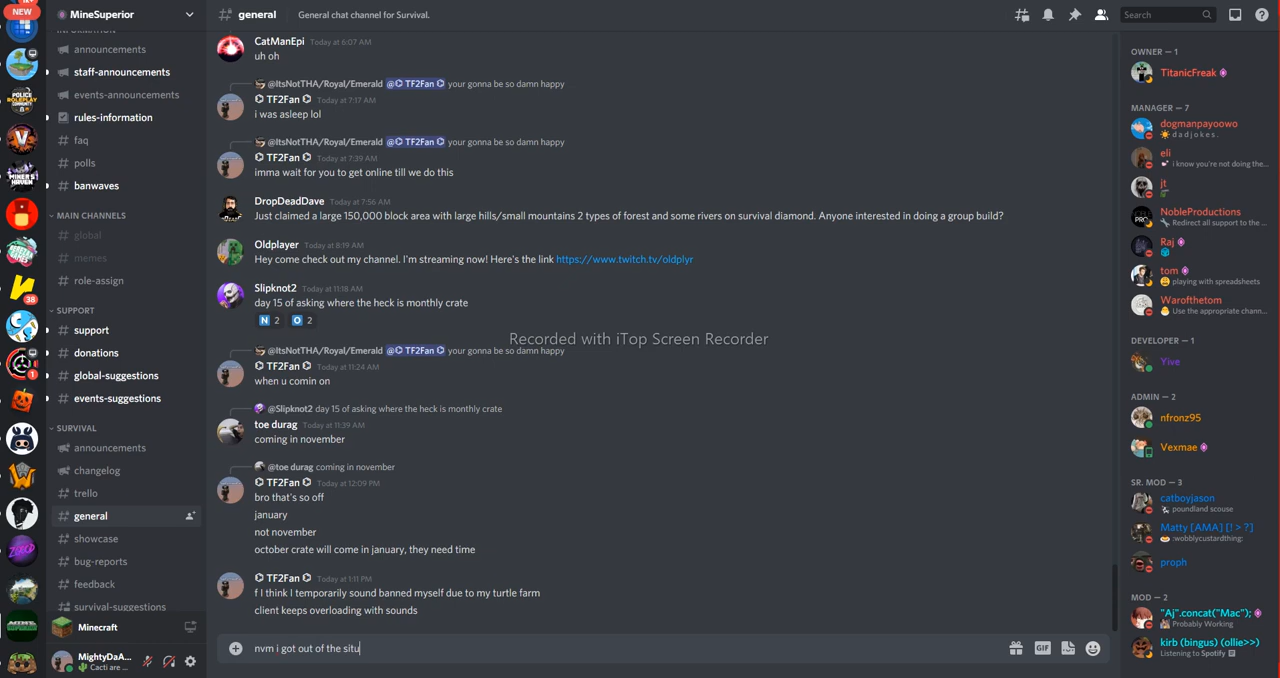 NEW
MineSuperior
general
General chat channel for Survival.
Search
INFORMATION
announcements
staff-announcements
events-announcements
rules-information
faq
polls
banwaves
MAIN CHANNELS
global
memes
role-assign
SUPPORT
support
donations
global-suggestions
events-suggestions
SURVIVAL
announcements
changelog
trello
general
showcase
bug-reports
feedback
survival-suggestions
Minecraft
MightyDaA...
Cacti are ...
38
1
CatManEpi Today at 6:07 AM
uh oh
@ItsNotTHA/Royal/Emerald @⌬ TF2Fan ⌬ your gonna be so damn happy
⌬ TF2Fan ⌬ Today at 7:17 AM
i was asleep lol
@ItsNotTHA/Royal/Emerald @⌬ TF2Fan ⌬ your gonna be so damn happy
⌬ TF2Fan ⌬ Today at 7:39 AM
imma wait for you to get online till we do this
DropDeadDave Today at 7:56 AM
Just claimed a large 150,000 block area with large hills/small mountains 2 types of forest and some rivers on survival diamond. Anyone interested in doing a group build?
Oldplayer Today at 8:19 AM
Hey come check out my channel. I'm streaming now! Here's the link https://www.twitch.tv/oldplyr
Slipknot2 Today at 11:18 AM
day 15 of asking where the heck is monthly crate
N 2 O 2
Recorded with iTop Screen Recorder
@ItsNotTHA/Royal/Emerald @⌬ TF2Fan ⌬ your gonna be so damn happy
⌬ TF2Fan ⌬ Today at 11:24 AM
when u comin on
@Slipknot2 day 15 of asking where the heck is monthly crate
toe durag Today at 11:39 AM
coming in november
@toe durag coming in november
⌬ TF2Fan ⌬ Today at 12:09 PM
bro that's so off
january
not november
october crate will come in january, they need time
⌬ TF2Fan ⌬ Today at 1:11 PM
f I think I temporarily sound banned myself due to my turtle farm
client keeps overloading with sounds
nvm i got out of the situ
GIF
OWNER — 1
TitanicFreak
MANAGER — 7
dogmanpayoowo
d a d j o k e s .
eli
i know you're not doing the...
jt
NobleProductions
Redirect all support to the...
Raj
tom
playing with spreadsheets
Warofthetom
Use the appropriate chann...
DEVELOPER — 1
Yive
ADMIN — 2
nfronz95
Vexmae
SR. MOD — 3
catboyjason
poundland scouse
Matty [AMA] [! > ?]
:wobblycustardthing:
proph
MOD — 2
"Aj".concat("Mac");
Probably Working
kirb (bingus) (ollie>>)
Listening to Spotify